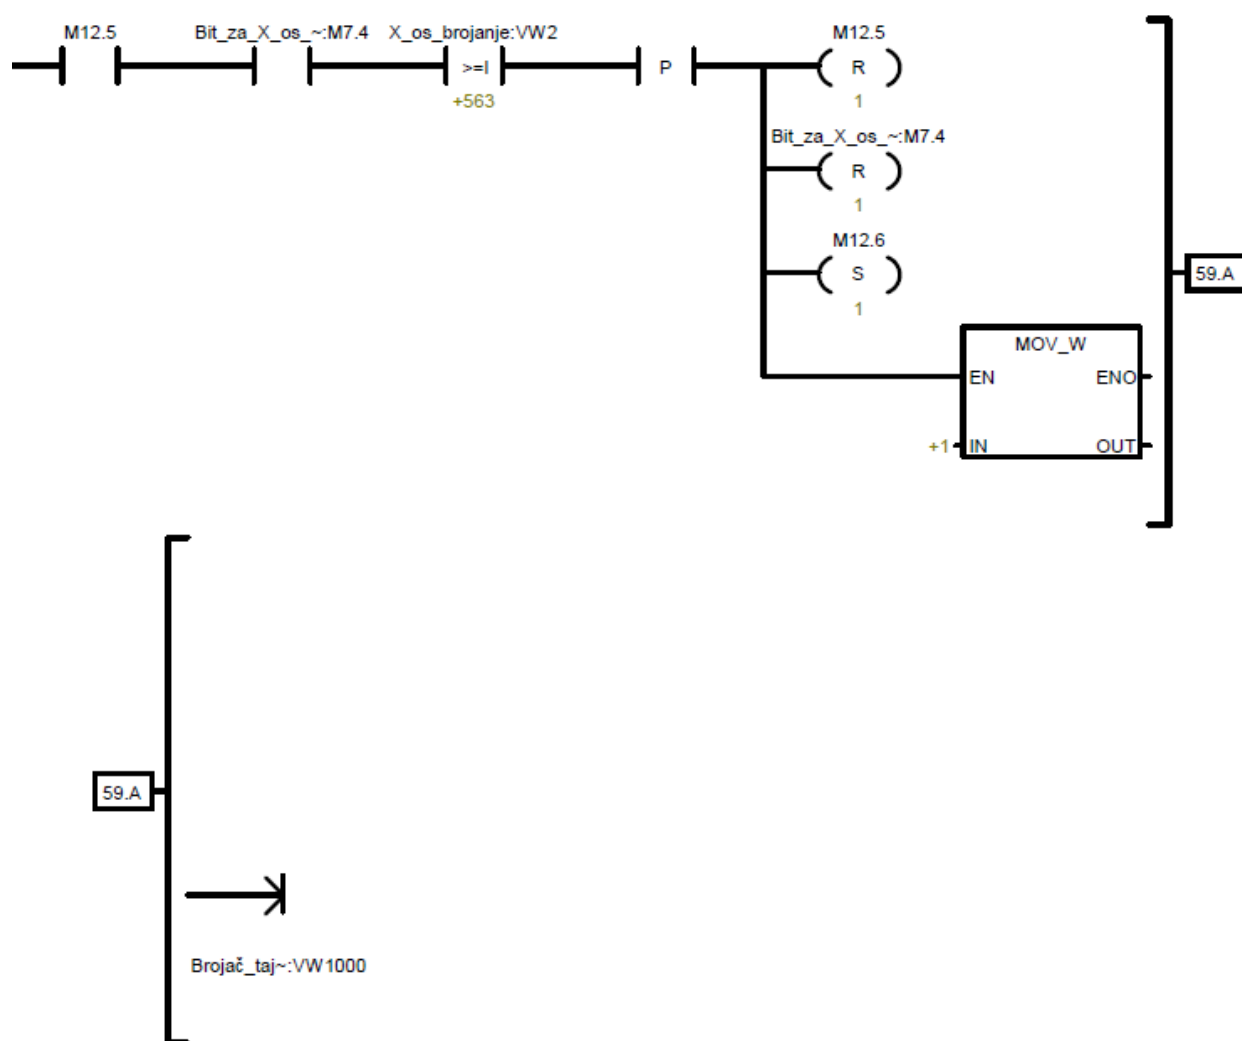 M12.5 Bit_za_X_os_~:M7.4 X_os_brojanje:VW2 M12.5
>=I P R
+563 1
Bit_za_X_os_~:M7.4
R
1
M12.6
S
1
59.A
MOV_W
EN ENO
+1 IN OUT
59.A
Brojač_taj~:VW1000